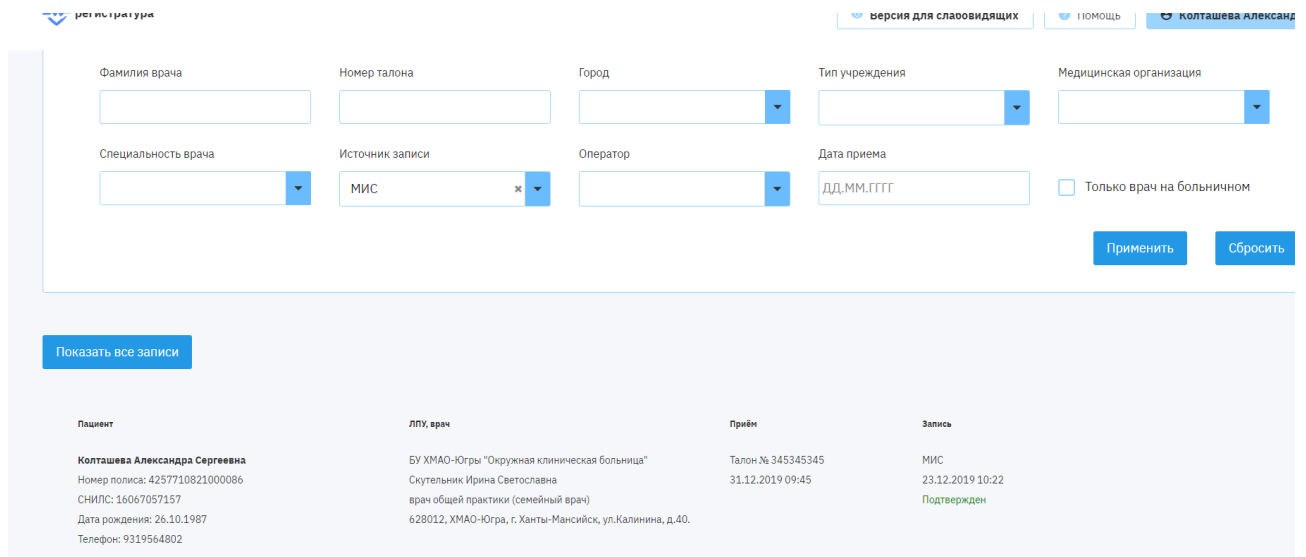 регистратура
Версия для слабовидящих
Помощь
Колташева Александ
Фамилия врача
Номер талона
Город
Тип учреждения
Медицинская организация
Специальность врача
Источник записи
Оператор
Дата приема
МИС
ДД.ММ.ГГГГ
Только врач на больничном
Применить
Сбросить
Показать все записи
Пациент
ЛПУ, врач
Приём
Запись
Колташева Александра Сергеевна
Номер полиса: 4257710821000086
СНИЛС: 16067057157
Дата рождения: 26.10.1987
Телефон: 9319564802
БУ ХМАО-Югры "Окружная клиническая больница"
Скутельник Ирина Светославна
врач общей практики (семейный врач)
628012, ХМАО-Югра, г. Ханты-Мансийск, ул.Калинина, д.40.
Талон № 345345345
31.12.2019 09:45
МИС
23.12.2019 10:22
Подтвержден